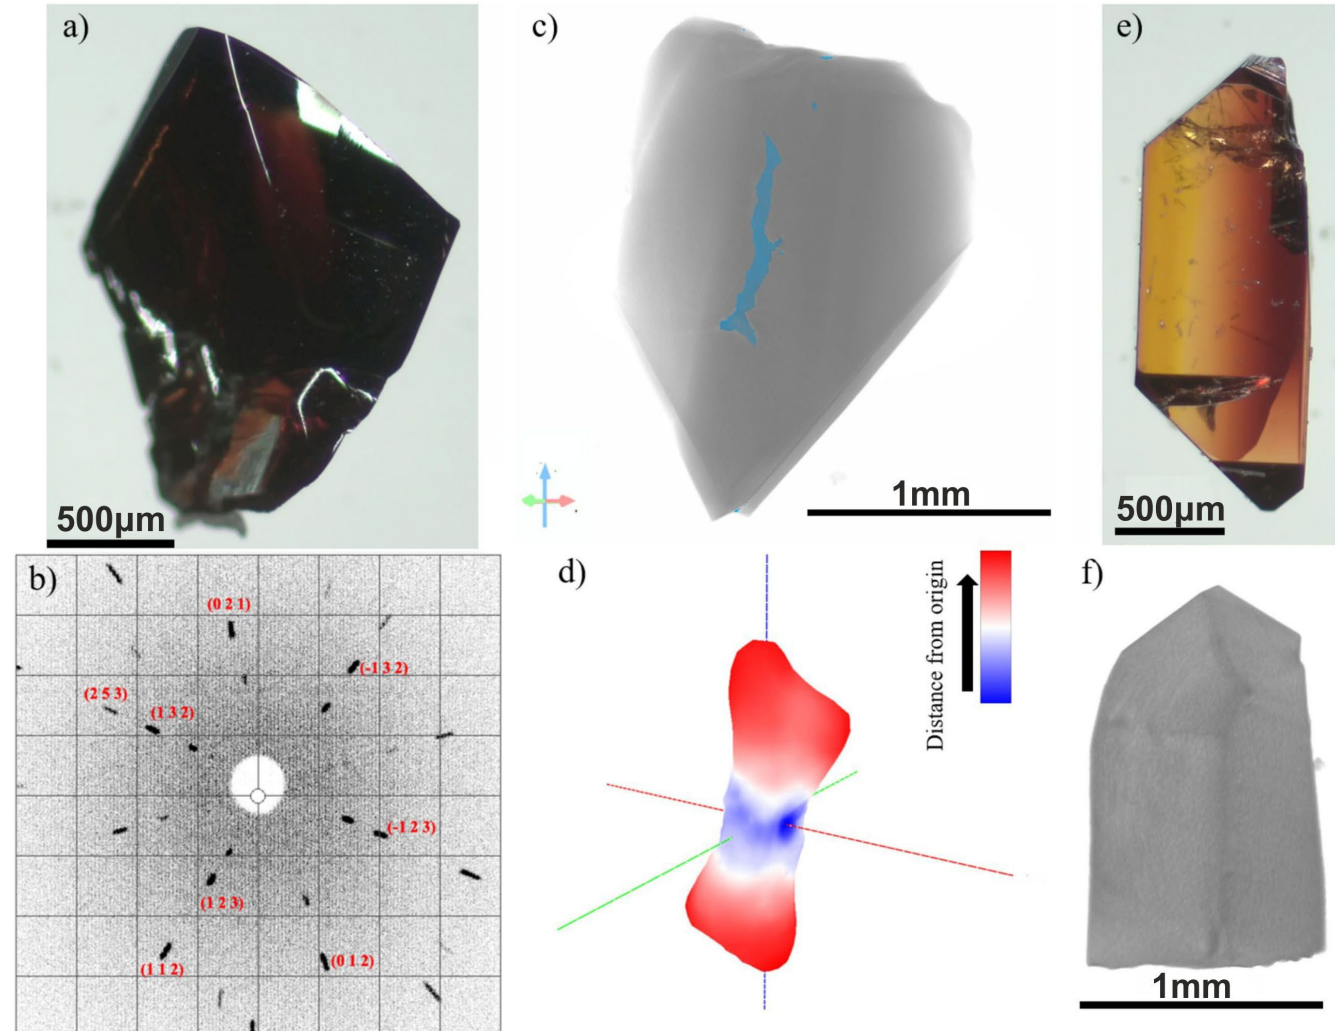 a)
500µm
b)
(0 2 1)
(-1 3 2)
(2 5 3)
(1 3 2)
(-1 2 3)
(1 2 3)
(1 1 2)
(0 1 2)
c)
1mm
d)
Distance from origin
e)
500µm
f)
1mm